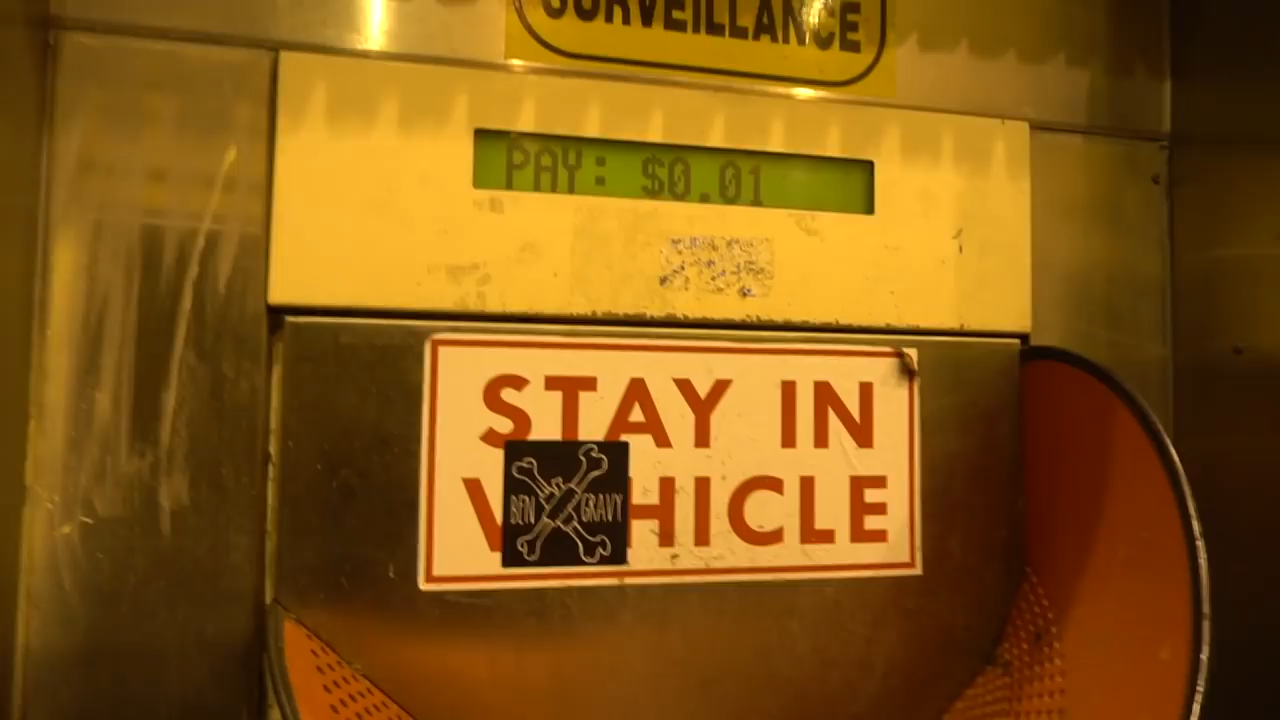 SURVEILLANCE
PAY: $0.01
STAY IN
V HICLE
BEN GRAVY